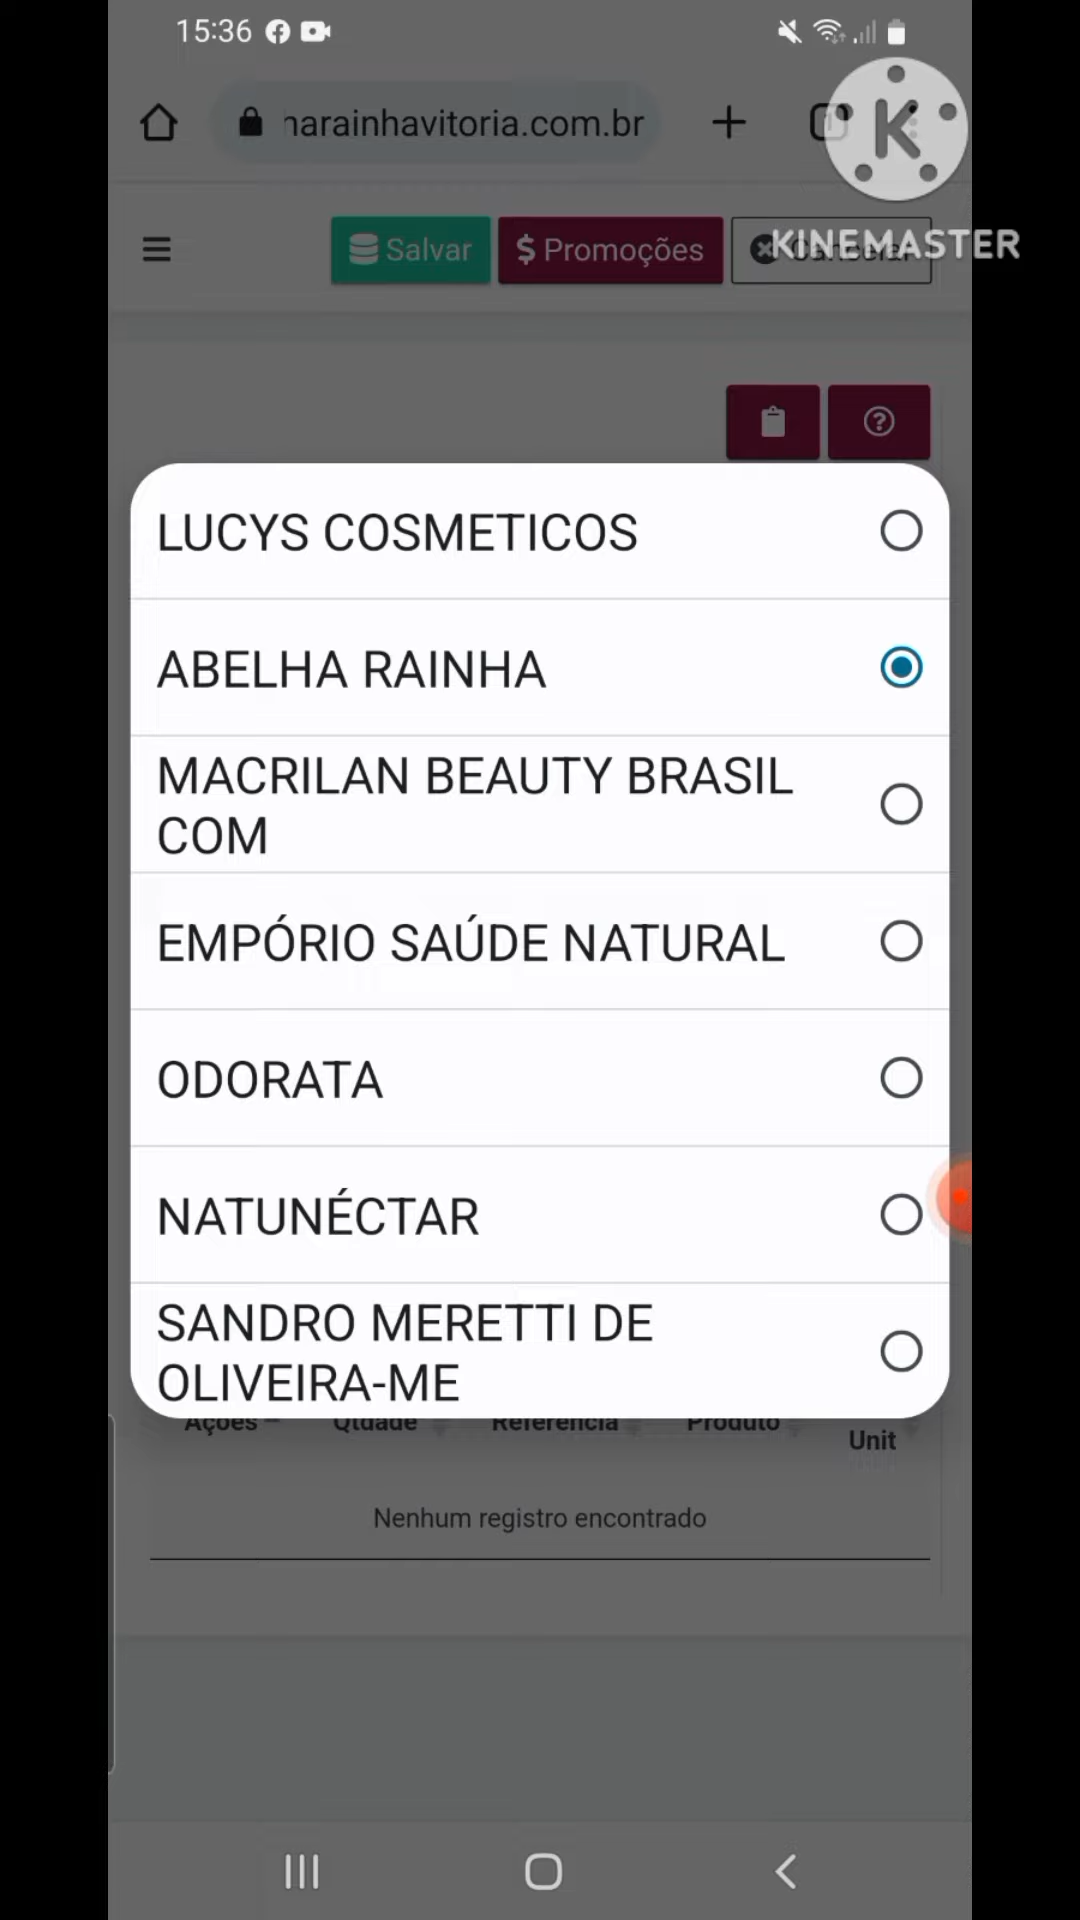 15:36
narainhavitoria.com.br
K
KINEMASTER
Salvar
$ Promoções
Cancelar
LUCYS COSMETICOS
ABELHA RAINHA
MACRILAN BEAUTY BRASIL
COM
EMPÓRIO SAÚDE NATURAL
ODORATA
NATUNÉCTAR
SANDRO MERETTI DE
OLIVEIRA-ME
Ações Qtdade Referência Produto
Unit
Nenhum registro encontrado